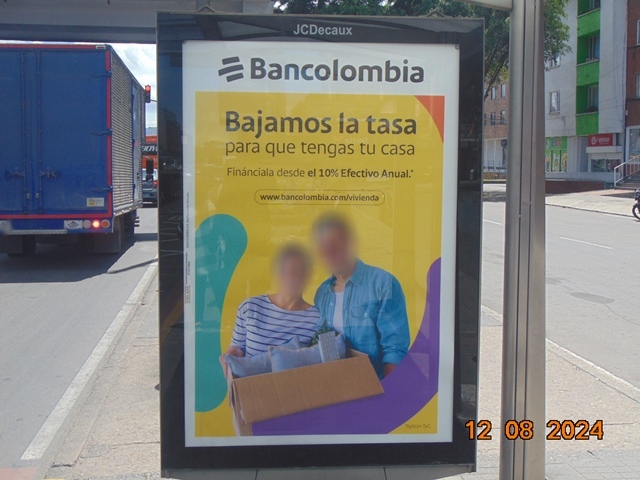 JCDecaux
Bancolombia
Bajamos la tasa
para que tengas tu casa
Fináncíala desde el 10% Efectivo Anual.*
www.bancolombia.com/vivienda
12 08 2024